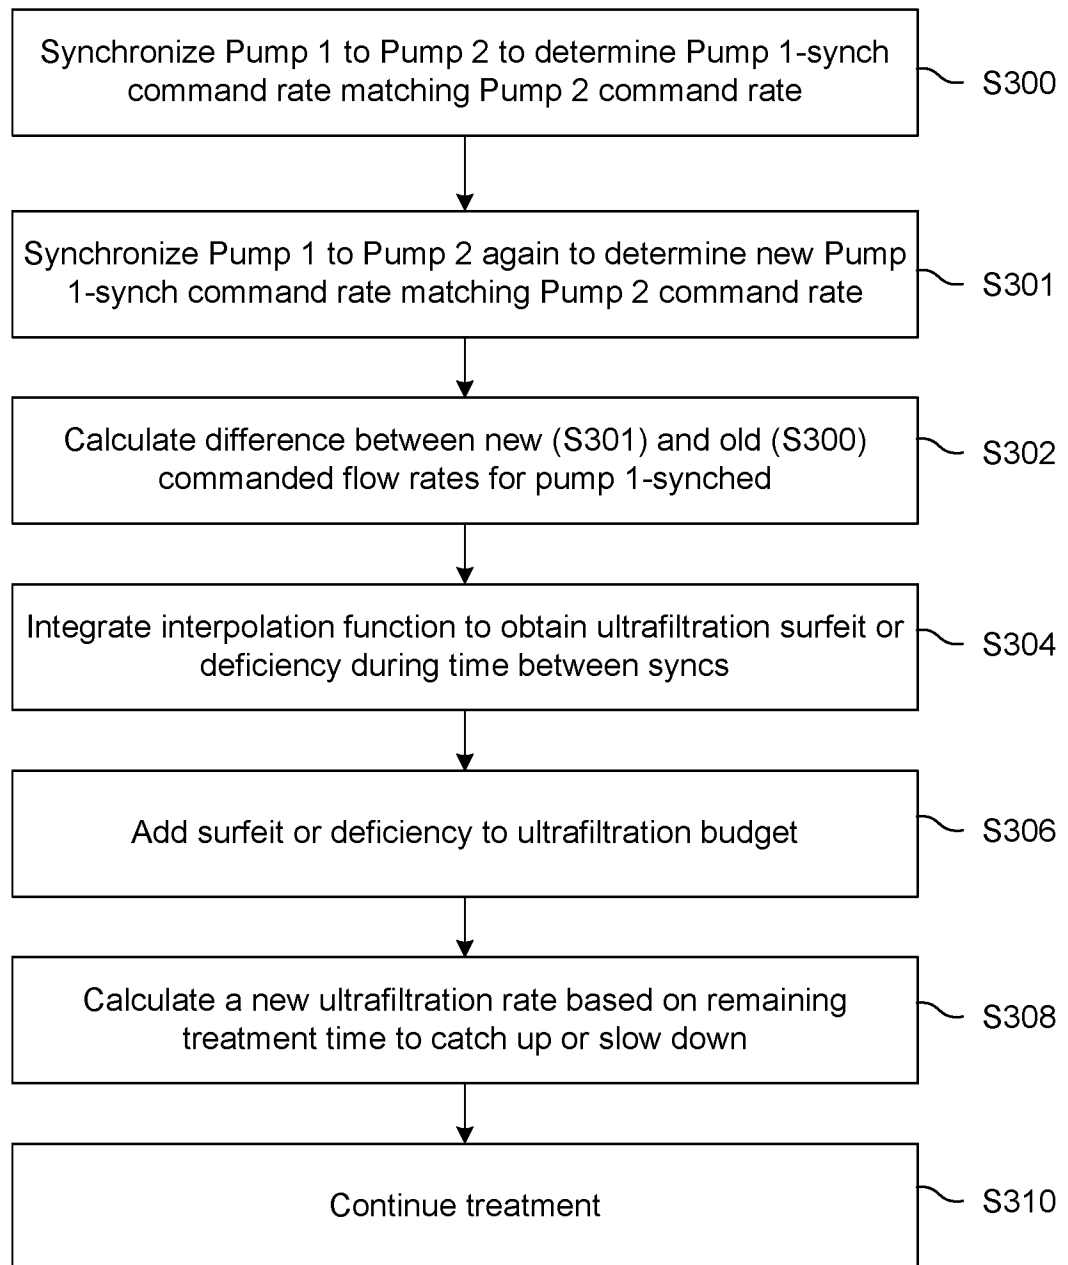 Synchronize Pump 1 to Pump 2 to determine Pump 1-synch
command rate matching Pump 2 command rate
S300
Synchronize Pump 1 to Pump 2 again to determine new Pump
1-synch command rate matching Pump 2 command rate
S301
Calculate difference between new (S301) and old (S300)
commanded flow rates for pump 1-synched
S302
Integrate interpolation function to obtain ultrafiltration surfeit or
deficiency during time between syncs
S304
Add surfeit or deficiency to ultrafiltration budget
S306
Calculate a new ultrafiltration rate based on remaining
treatment time to catch up or slow down
S308
Continue treatment
S310